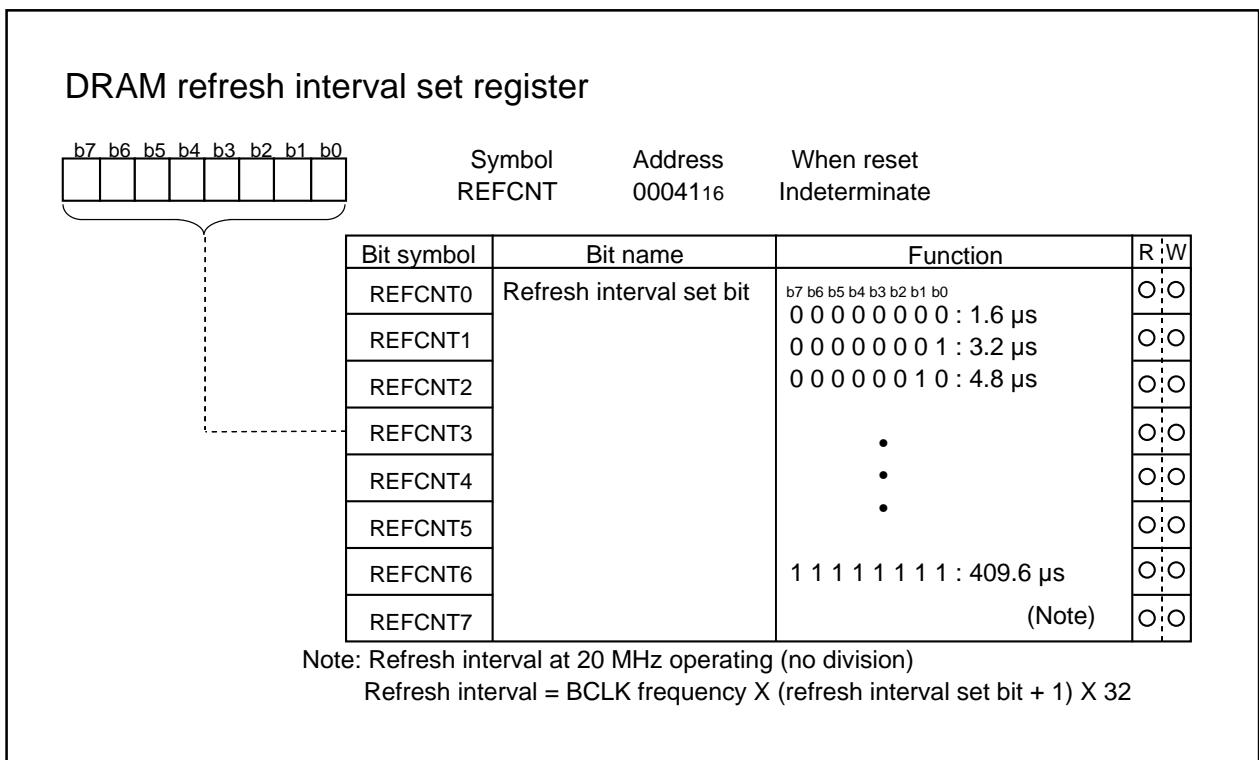 DRAM refresh interval set register
b7 b6 b5 b4 b3 b2 b1 b0
Symbol Address When reset
REFCNT 0004116 Indeterminate
Bit symbol Bit name Function R W
REFCNT0 Refresh interval set bit b7 b6 b5 b4 b3 b2 b1 b0
0 0 0 0 0 0 0 0 : 1.6 µs
REFCNT1 0 0 0 0 0 0 0 1 : 3.2 µs
REFCNT2 0 0 0 0 0 0 1 0 : 4.8 µs
REFCNT3
REFCNT4
REFCNT5
REFCNT6 1 1 1 1 1 1 1 1 : 409.6 µs
REFCNT7 (Note)
Note: Refresh interval at 20 MHz operating (no division)
Refresh interval = BCLK frequency X (refresh interval set bit + 1) X 32